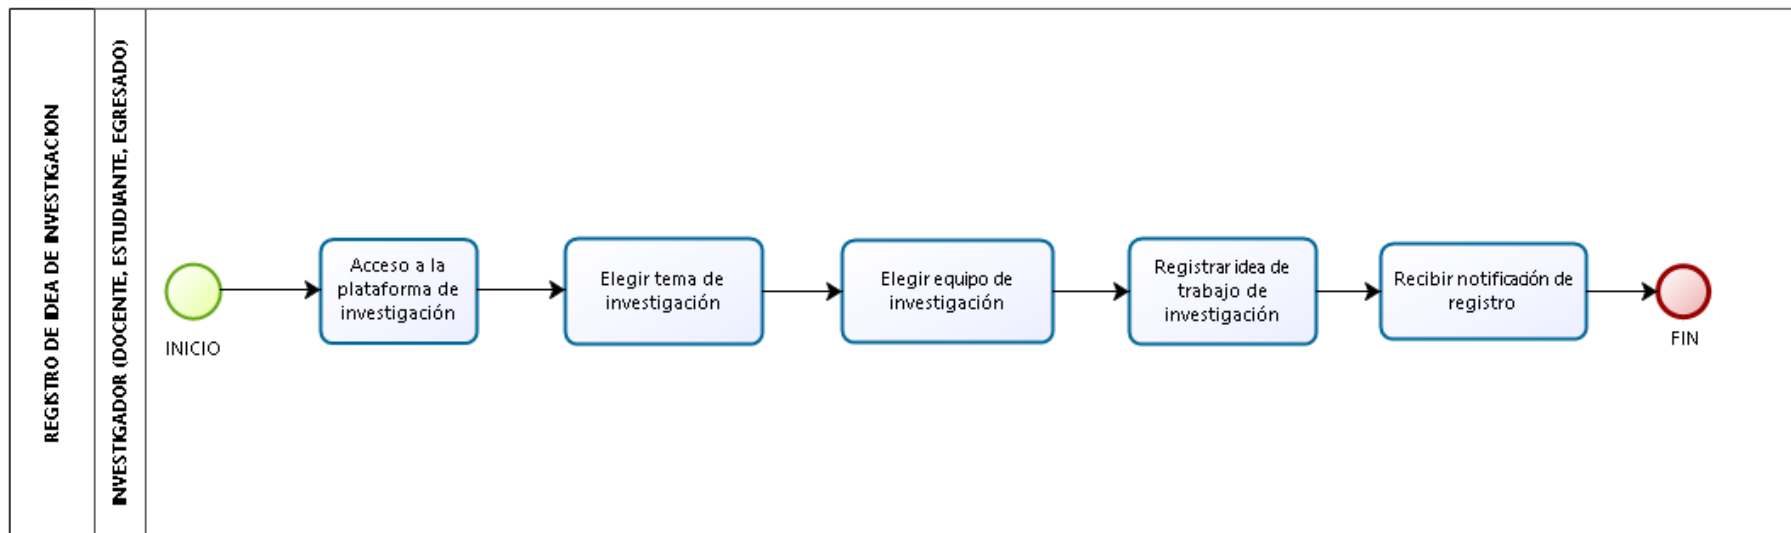 REGISTRO DE IDEA DE INVESTIGACION
INVESTIGADOR (DOCENTE, ESTUDIANTE, EGRESADO)
INICIO
Acceso a la
plataforma de
investigación
Elegir tema de
investigación
Elegir equipo de
investigación
Registrar idea de
trabajo de
investigación
Recibir notificación de
registro
FIN